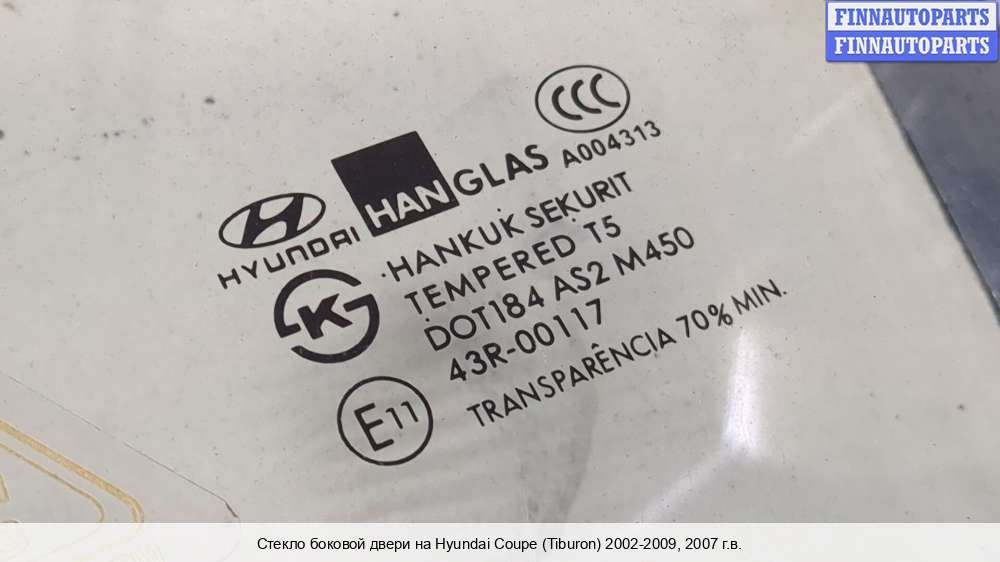 FINNAUTOPARTS
FINNAUTOPARTS
CCC
A004313
HANGLAS
HYUNDAI
HANKUK SEKURIT
TEMPERED T5
DOT184 AS2 M450
43R-00117
TRANSPARÊNCIA 70% MIN.
K
E11
Стекло боковой двери на Hyundai Coupe (Tiburon) 2002-2009, 2007 г.в.